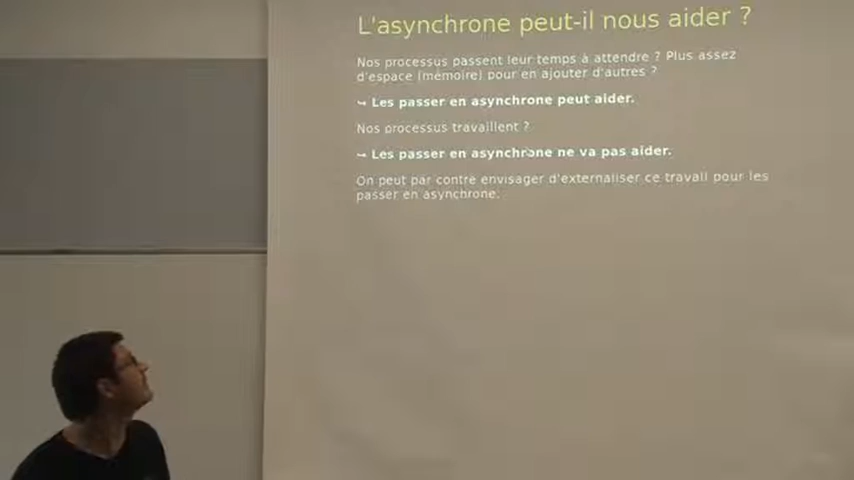 L'asynchrone peut-il nous aider ?
Nos processus passent leur temps à attendre ? Plus assez
d'espace (mémoire) pour en ajouter d'autres ?
→ Les passer en asynchrone peut aider.
Nos processus travaillent ?
→ Les passer en asynchrone ne va pas aider.
On peut par contre envisager d'externaliser ce travail pour les
passer en asynchrone.